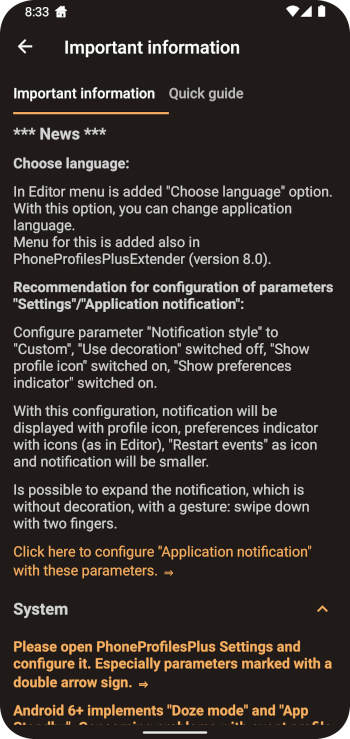 8:33
Important information
Important information Quick guide
*** News ***
Choose language:
In Editor menu is added "Choose language" option.
With this option, you can change application
language.
Menu for this is added also in
PhoneProfilesPlusExtender (version 8.0).
Recommendation for configuration of parameters
"Settings"/"Application notification":
Configure parameter "Notification style" to
"Custom", "Use decoration" switched off, "Show
profile icon" switched on, "Show preferences
indicator" switched on.
With this configuration, notification will be
displayed with profile icon, preferences indicator
with icons (as in Editor), "Restart events" as icon
and notification will be smaller.
Is possible to expand the notification, which is
without decoration, with a gesture: swipe down
with two fingers.
Click here to configure "Application notification"
with these parameters. ⇒
System
Please open PhoneProfilesPlus Settings and
configure it. Especially parameters marked with a
double arrow sign. ⇒
Android 6+ implements "Doze mode" and "App